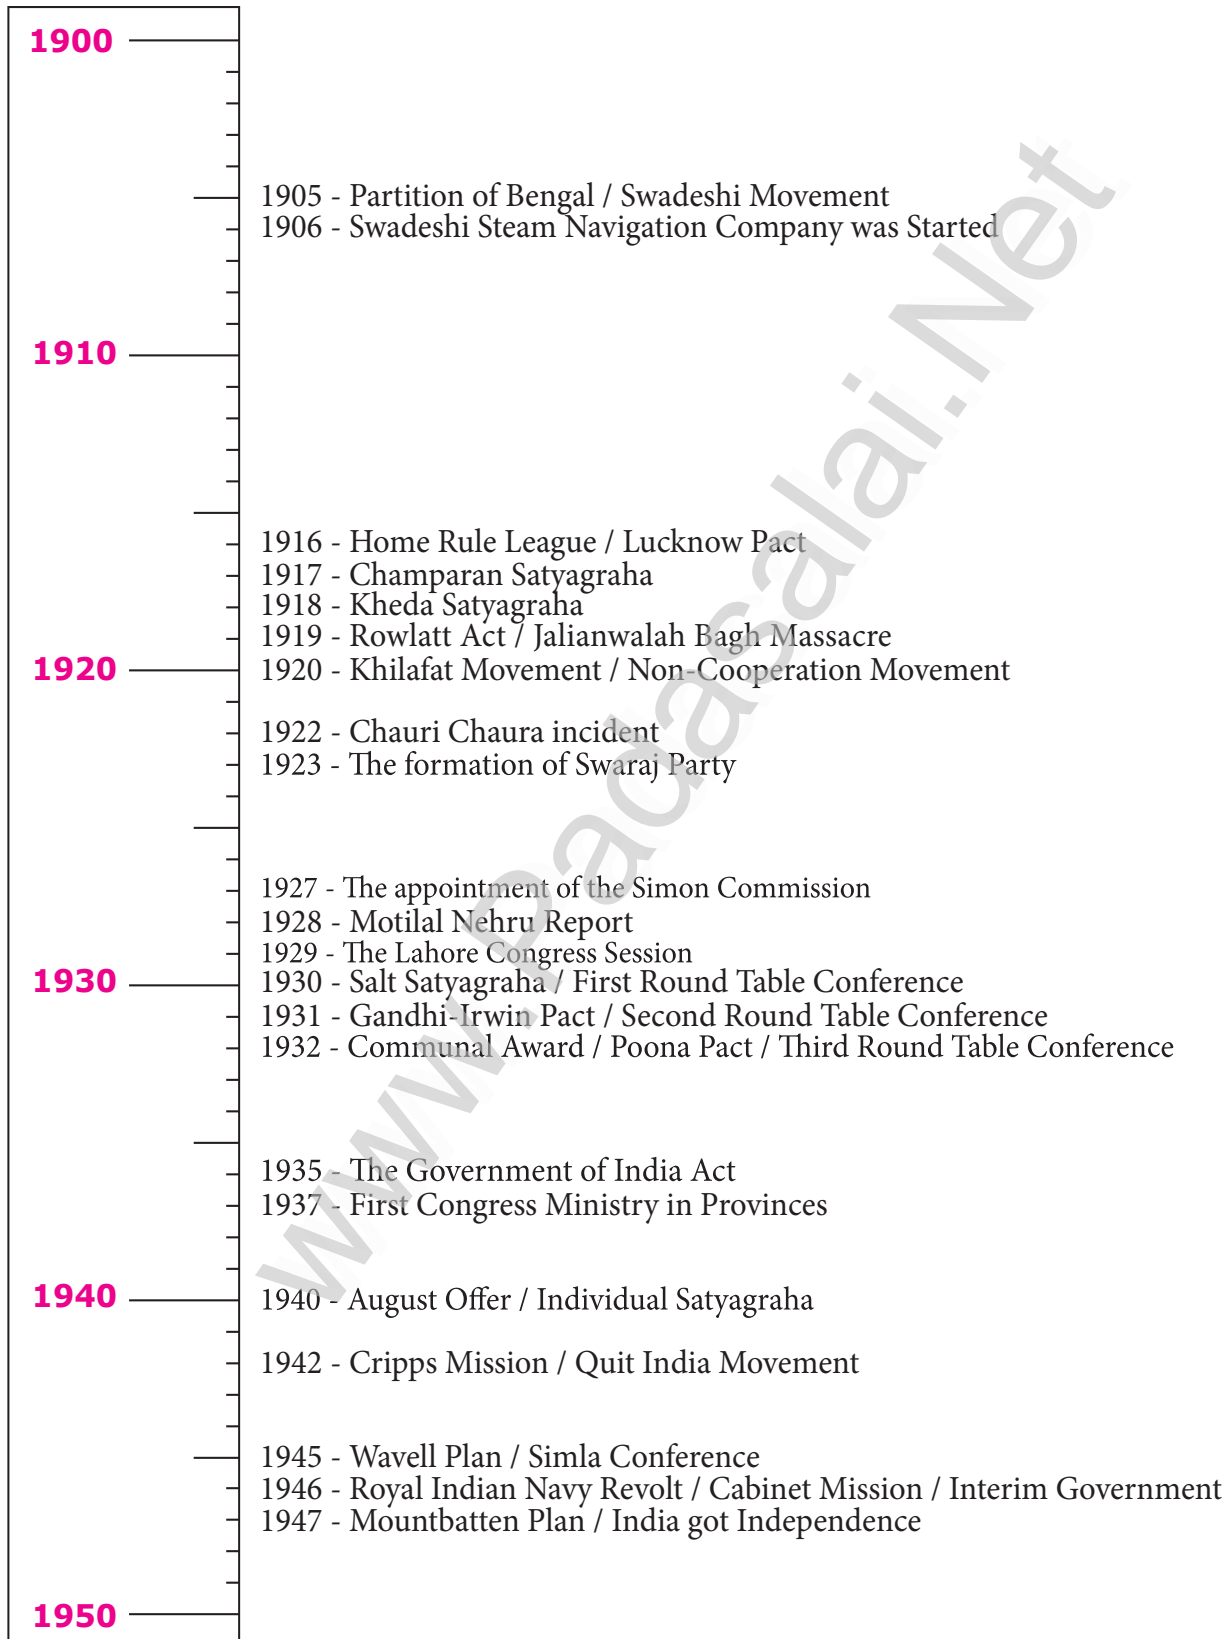 1900
1905 - Partition of Bengal / Swadeshi Movement
1906 - Swadeshi Steam Navigation Company was Started
1910
1916 - Home Rule League / Lucknow Pact
1917 - Champaran Satyagraha
1918 - Kheda Satyagraha
1919 - Rowlatt Act / Jalianwalah Bagh Massacre
1920
1920 - Khilafat Movement / Non-Cooperation Movement
1922 - Chauri Chaura incident
1923 - The formation of Swaraj Party
1927 - The appointment of the Simon Commission
1928 - Motilal Nehru Report
1929 - The Lahore Congress Session
1930
1930 - Salt Satyagraha / First Round Table Conference
1931 - Gandhi-Irwin Pact / Second Round Table Conference
1932 - Communal Award / Poona Pact / Third Round Table Conference
1935 - The Government of India Act
1937 - First Congress Ministry in Provinces
1940
1940 - August Offer / Individual Satyagraha
1942 - Cripps Mission / Quit India Movement
1945 - Wavell Plan / Simla Conference
1946 - Royal Indian Navy Revolt / Cabinet Mission / Interim Government
1947 - Mountbatten Plan / India got Independence
1950
www.Padasalai.Net